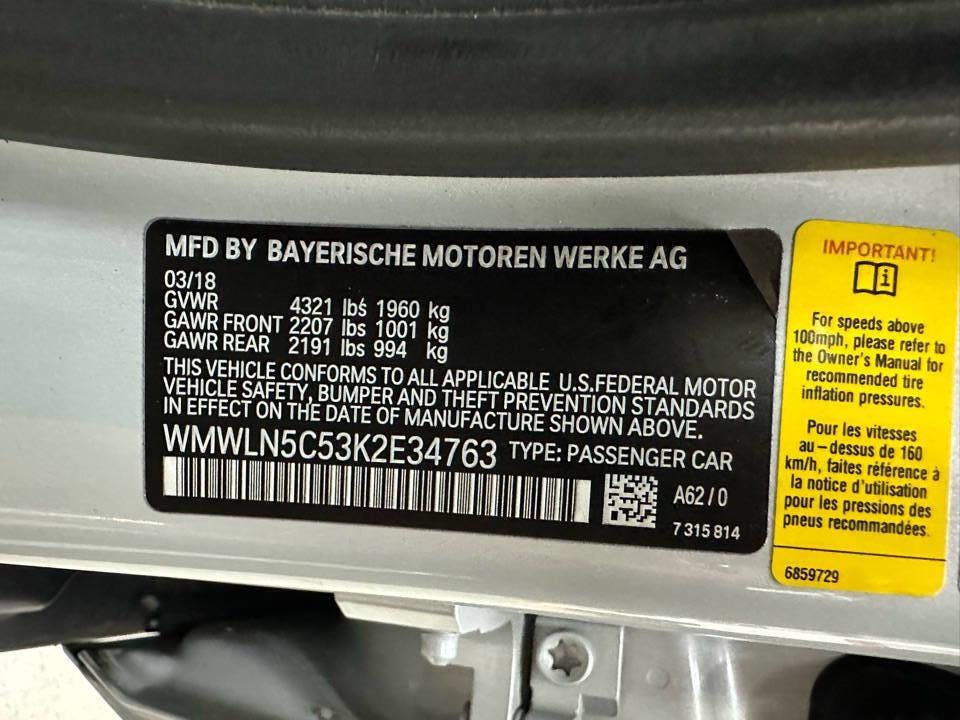 MFD BY BAYERISCHE MOTOREN WERKE AG
03/18
GVWR 4321 lbs 1960 kg
GAWR FRONT 2207 lbs 1001 kg
GAWR REAR 2191 lbs 994 kg
THIS VEHICLE CONFORMS TO ALL APPLICABLE U.S.FEDERAL MOTOR
VEHICLE SAFETY, BUMPER AND THEFT PREVENTION STANDARDS
IN EFFECT ON THE DATE OF MANUFACTURE SHOWN ABOVE.
WMWLN5C53K2E34763 TYPE: PASSENGER CAR
A62/0
7 315 814
IMPORTANT!
i
For speeds above
100mph, please refer to
the Owner's Manual for
recommended tire
inflation pressures.
Pour les vitesses
au-dessus de 160
km/h, faites référence à
la notice d'utilisation
pour les pressions des
pneus recommandées.
6859729